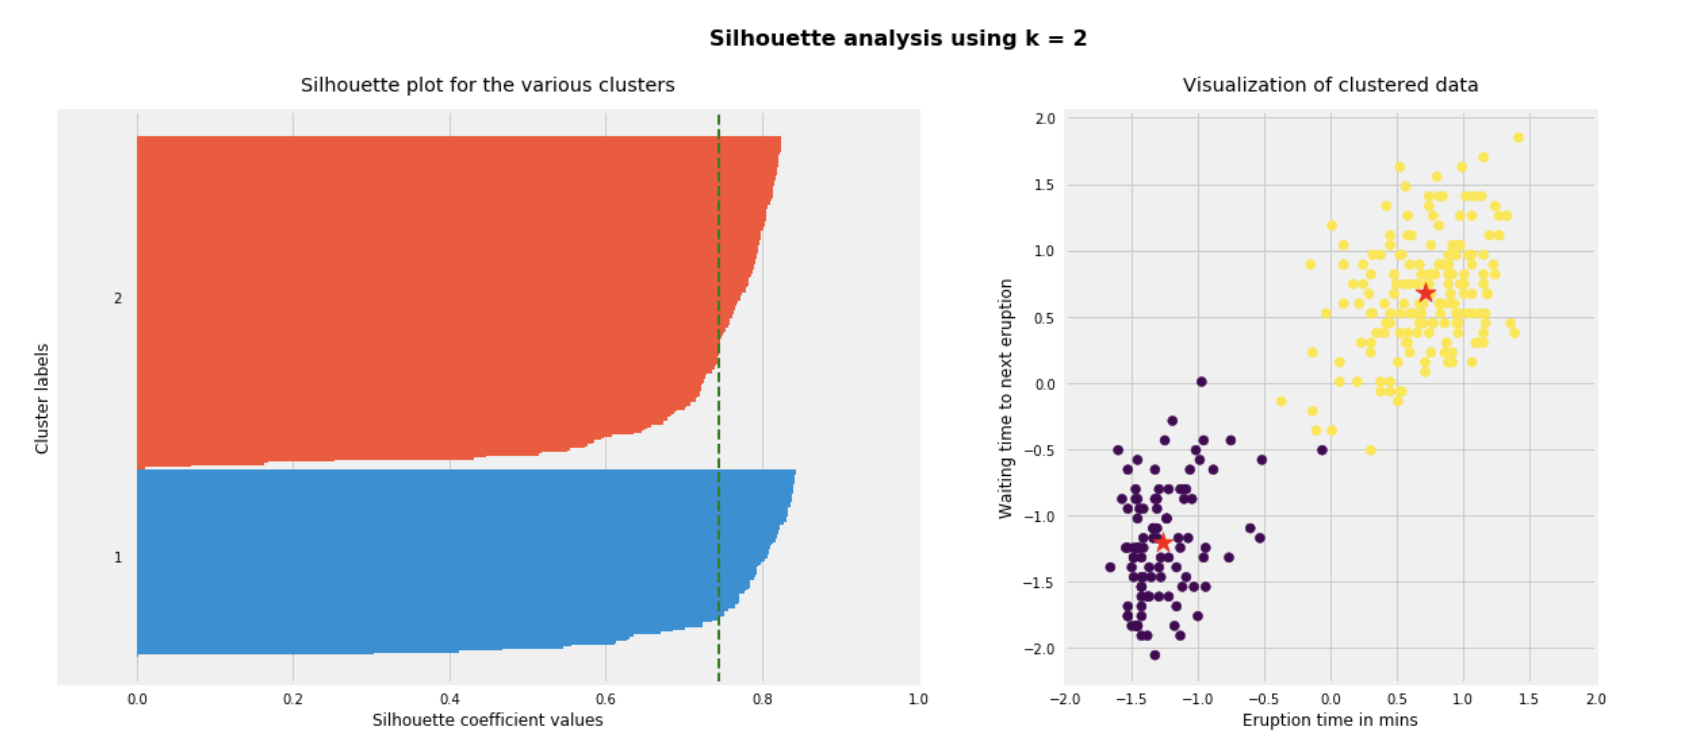 Silhouette analysis using k = 2
Silhouette plot for the various clusters
Cluster labels
2
1
0.0 0.2 0.4 0.6 0.8 1.0
Silhouette coefficient values
Visualization of clustered data
Waiting time to next eruption
2.0
1.5
1.0
0.5
0.0
−0.5
−1.0
−1.5
−2.0
−2.0 −1.5 −1.0 −0.5 0.0 0.5 1.0 1.5 2.0
Eruption time in mins